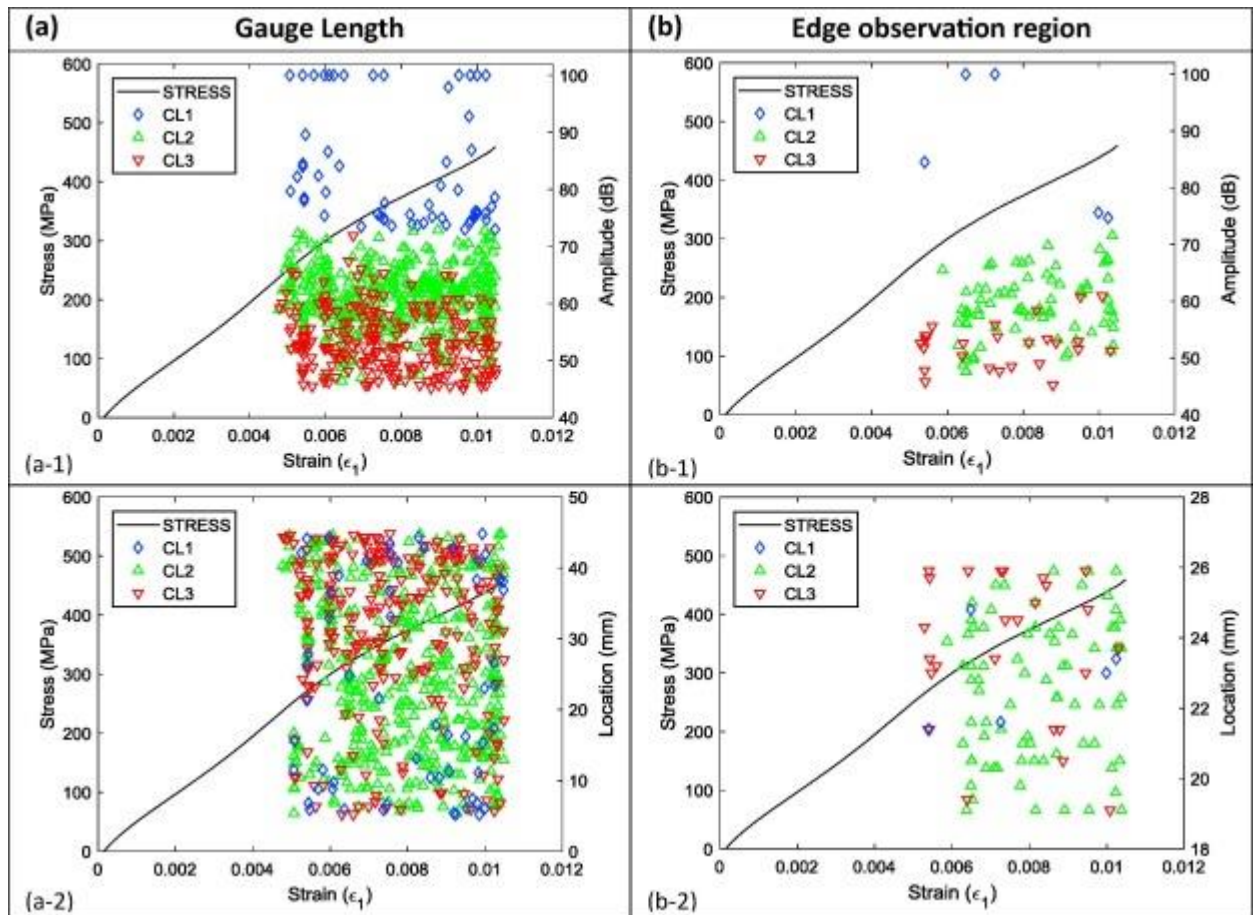 (a) Gauge Length
(b) Edge observation region
600
500
400
300
200
100
0
Stress (MPa)
STRESS
CL1
CL2
CL3
100
90
80
70
60
50
40
Amplitude (dB)
0 0.002 0.004 0.006 0.008 0.01 0.012
Strain (ϵ1)
(a-1)
600
500
400
300
200
100
0
Stress (MPa)
STRESS
CL1
CL2
CL3
100
90
80
70
60
50
40
Amplitude (dB)
0 0.002 0.004 0.006 0.008 0.01 0.012
Strain (ϵ1)
(b-1)
600
500
400
300
200
100
0
Stress (MPa)
STRESS
CL1
CL2
CL3
50
40
30
20
10
0
Location (mm)
0 0.002 0.004 0.006 0.008 0.01 0.012
Strain (ϵ1)
(a-2)
600
500
400
300
200
100
0
Stress (MPa)
STRESS
CL1
CL2
CL3
28
26
24
22
20
18
Location (mm)
0 0.002 0.004 0.006 0.008 0.01 0.012
Strain (ϵ1)
(b-2)